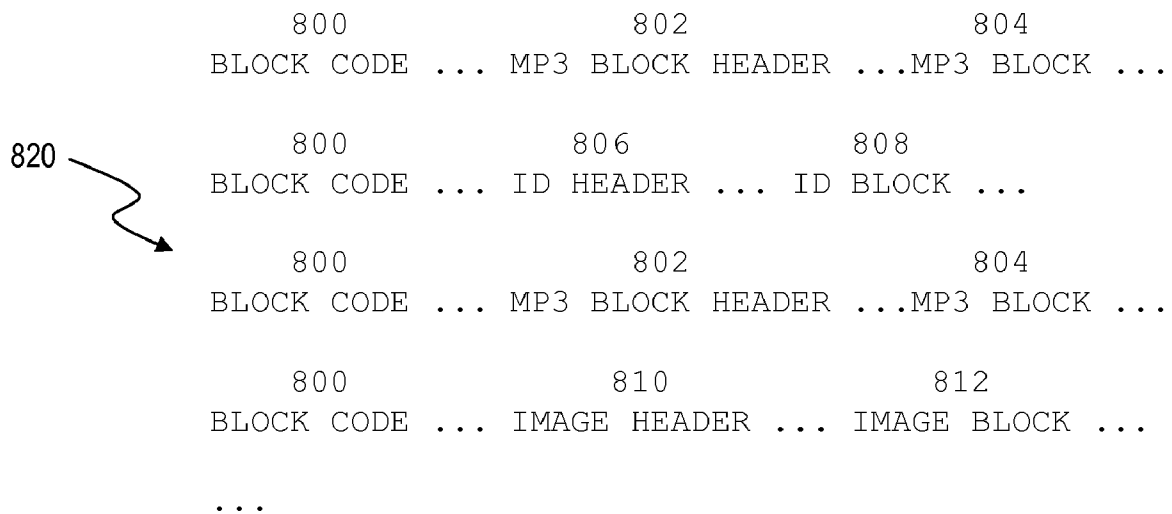 800 802 804
BLOCK CODE ... MP3 BLOCK HEADER ...MP3 BLOCK ...
820
800 806 808
BLOCK CODE ... ID HEADER ... ID BLOCK ...
800 802 804
BLOCK CODE ... MP3 BLOCK HEADER ...MP3 BLOCK ...
800 810 812
BLOCK CODE ... IMAGE HEADER ... IMAGE BLOCK ...
...